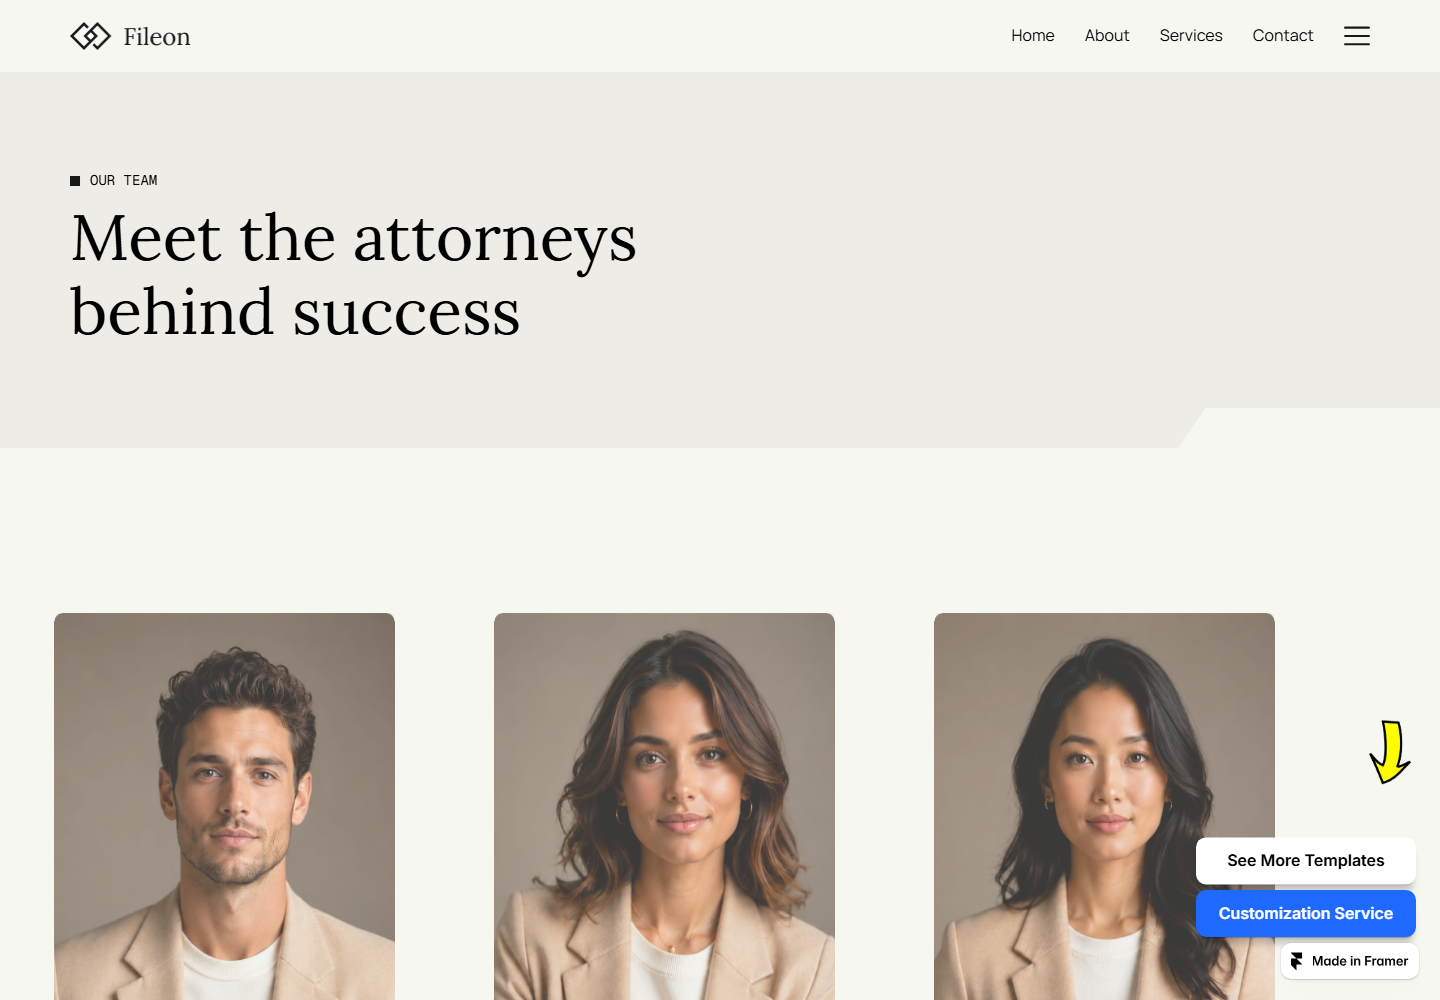 Fileon
Home
About
Services
Contact
OUR TEAM
Meet the attorneys
behind success
See More Templates
Customization Service
Made in Framer